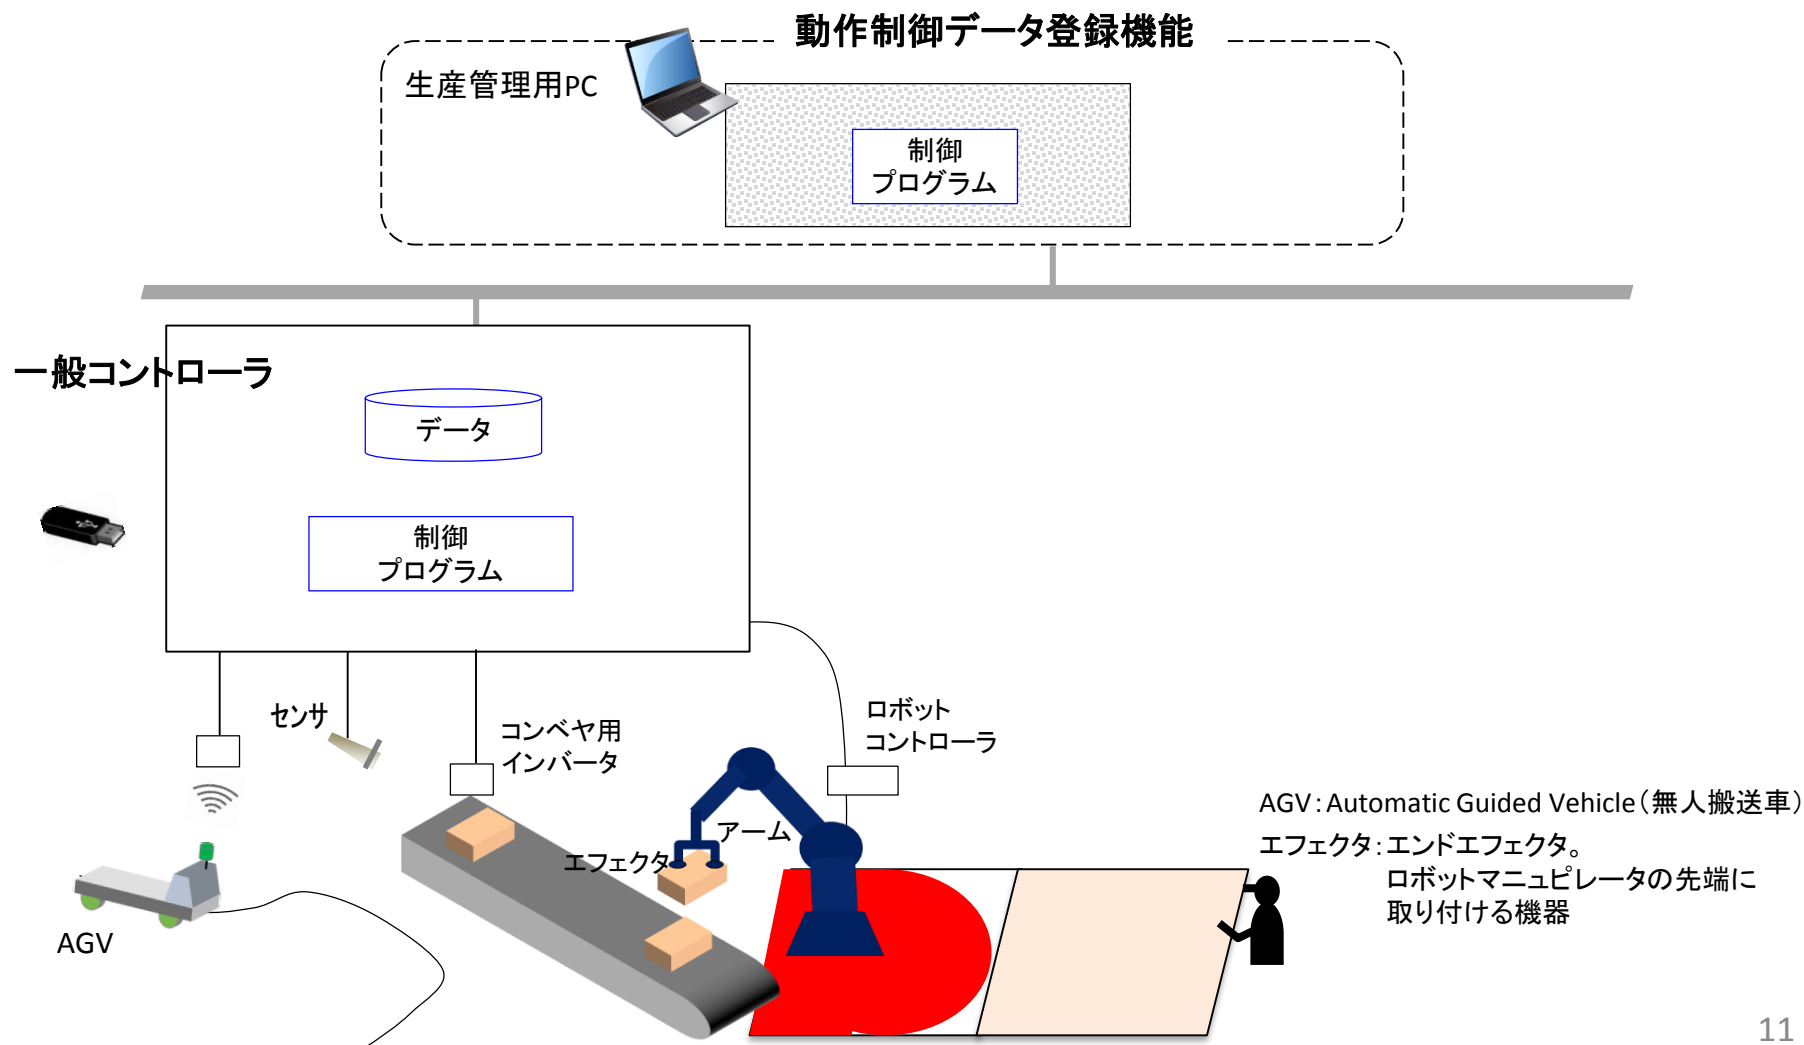 動作制御データ登録機能
生産管理用PC
制御
プログラム
一般コントローラ
データ
制御
プログラム
センサ
コンベヤ用
インバータ
ロボット
コントローラ
アーム
エフェクタ
AGV
AGV：Automatic Guided Vehicle（無人搬送車）
エフェクタ：エンドエフェクタ。
ロボットマニュピレータの先端に
取り付ける機器
11